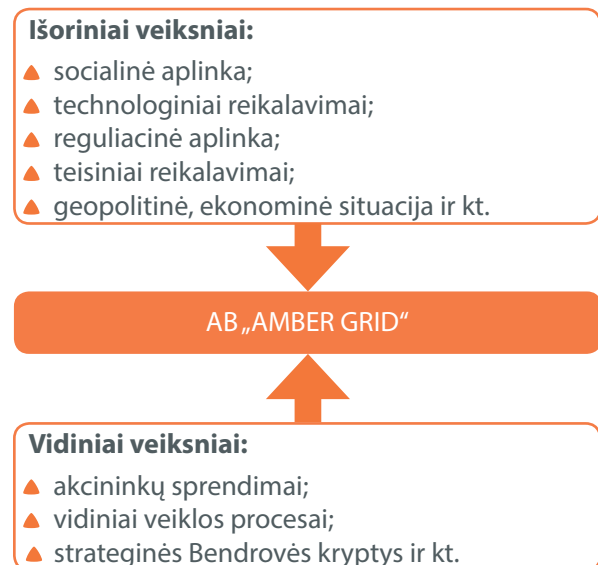 Išoriniai veiksniai:
socialinė aplinka;
technologiniai reikalavimai;
reguliacinė aplinka;
teisiniai reikalavimai;
geopolitinė, ekonominė situacija ir kt.
AB „AMBER GRID“
Vidiniai veiksniai:
akcininkų sprendimai;
vidiniai veiklos procesai;
strateginės Bendrovės kryptys ir kt.